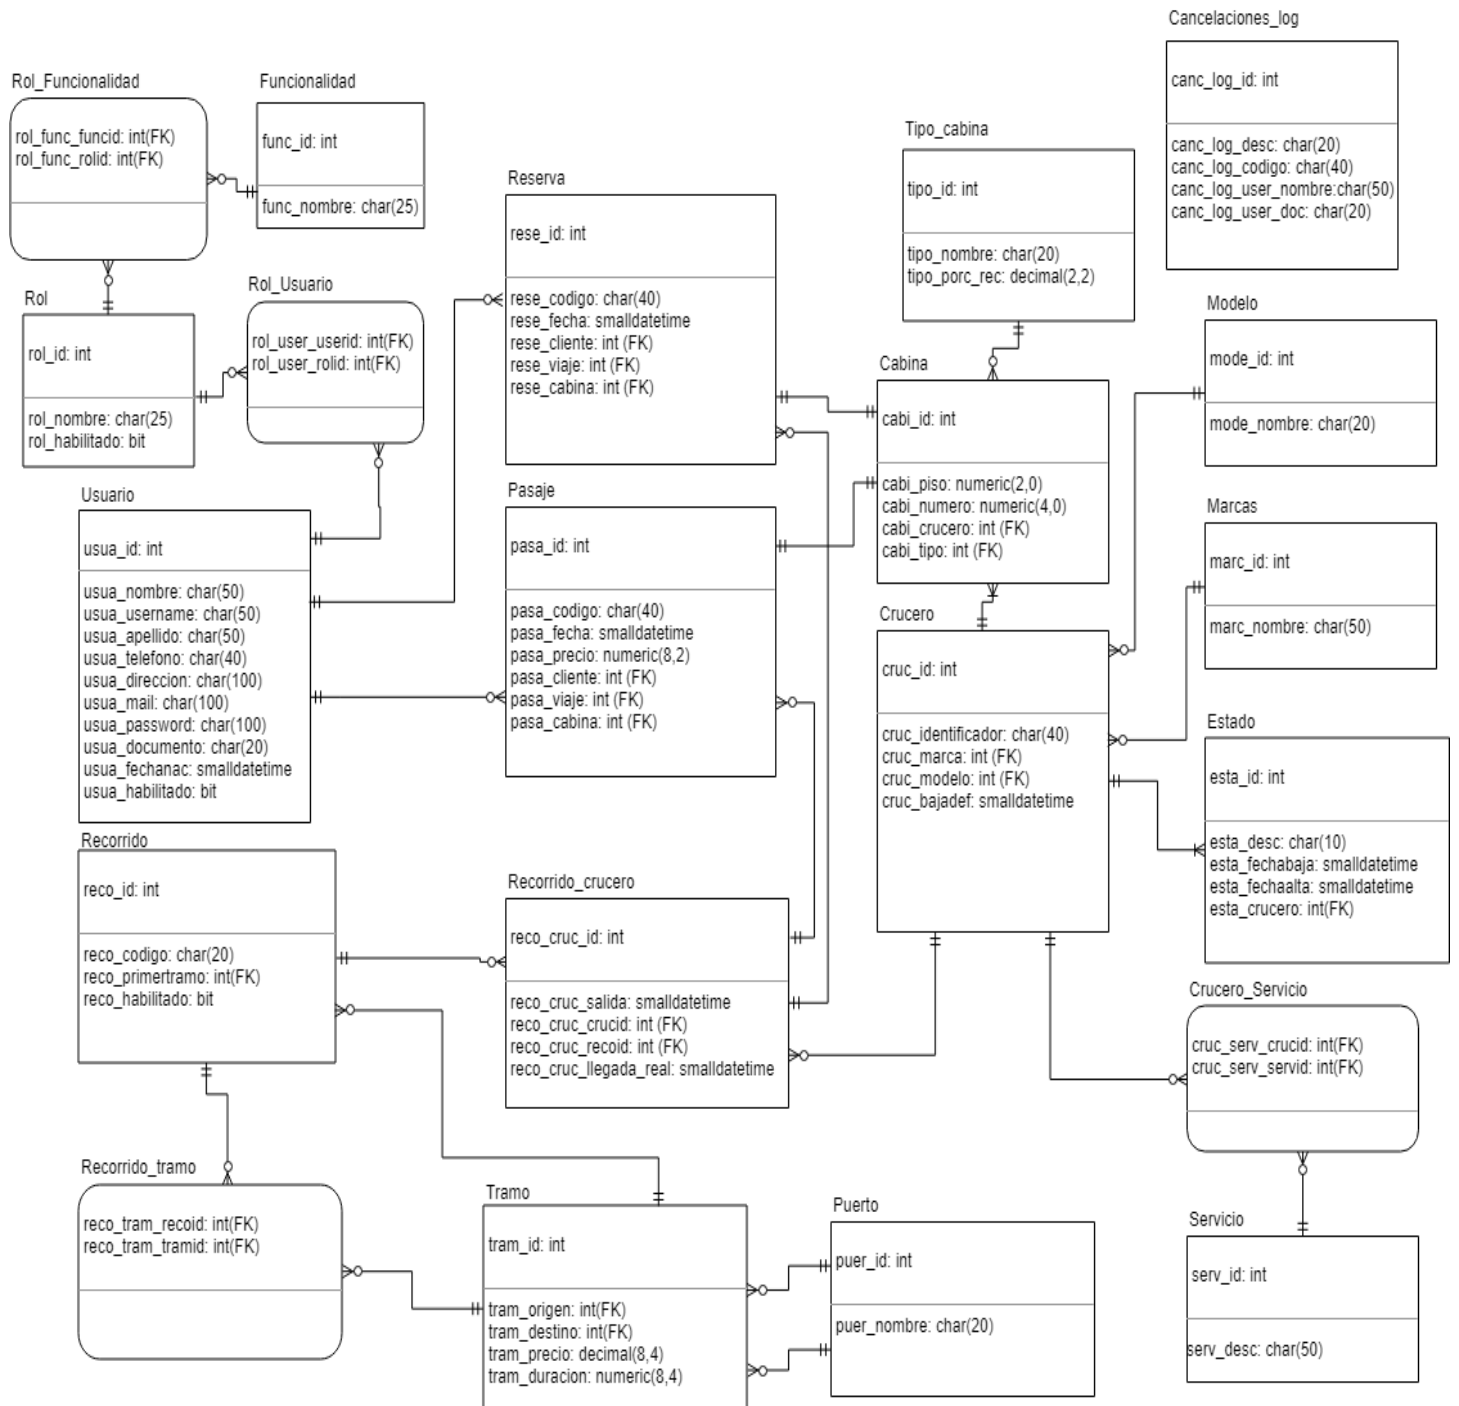 Cancelaciones_log
canc_log_id: int
canc_log_desc: char(20)
canc_log_codigo: char(40)
canc_log_user_nombre:char(50)
canc_log_user_doc: char(20)
Rol_Funcionalidad
rol_func_funcid: int(FK)
rol_func_rolid: int(FK)
Funcionalidad
func_id: int
func_nombre: char(25)
Tipo_cabina
tipo_id: int
tipo_nombre: char(20)
tipo_porc_rec: decimal(2,2)
Reserva
rese_id: int
rese_codigo: char(40)
rese_fecha: smalldatetime
rese_cliente: int (FK)
rese_viaje: int (FK)
rese_cabina: int (FK)
Rol
rol_id: int
rol_nombre: char(25)
rol_habilitado: bit
Rol_Usuario
rol_user_userid: int(FK)
rol_user_rolid: int(FK)
Modelo
mode_id: int
mode_nombre: char(20)
Cabina
cabi_id: int
cabi_piso: numeric(2,0)
cabi_numero: numeric(4,0)
cabi_crucero: int (FK)
cabi_tipo: int (FK)
Usuario
usua_id: int
usua_nombre: char(50)
usua_username: char(50)
usua_apellido: char(50)
usua_telefono: char(40)
usua_direccion: char(100)
usua_mail: char(100)
usua_password: char(100)
usua_documento: char(20)
usua_fechanac: smalldatetime
usua_habilitado: bit
Pasaje
pasa_id: int
pasa_codigo: char(40)
pasa_fecha: smalldatetime
pasa_precio: numeric(8,2)
pasa_cliente: int (FK)
pasa_viaje: int (FK)
pasa_cabina: int (FK)
Marcas
marc_id: int
marc_nombre: char(50)
Crucero
cruc_id: int
cruc_identificador: char(40)
cruc_marca: int (FK)
cruc_modelo: int (FK)
cruc_bajadef: smalldatetime
Estado
esta_id: int
esta_desc: char(10)
esta_fechabaja: smalldatetime
esta_fechaalta: smalldatetime
esta_crucero: int(FK)
Recorrido
reco_id: int
reco_codigo: char(20)
reco_primertramo: int(FK)
reco_habilitado: bit
Recorrido_crucero
reco_cruc_id: int
reco_cruc_salida: smalldatetime
reco_cruc_crucid: int (FK)
reco_cruc_recoid: int (FK)
reco_cruc_llegada_real: smalldatetime
Crucero_Servicio
cruc_serv_crucid: int(FK)
cruc_serv_servid: int(FK)
Recorrido_tramo
reco_tram_recoid: int(FK)
reco_tram_tramid: int(FK)
Tramo
tram_id: int
tram_origen: int(FK)
tram_destino: int(FK)
tram_precio: decimal(8,4)
tram_duracion: numeric(8,4)
Puerto
puer_id: int
puer_nombre: char(20)
Servicio
serv_id: int
serv_desc: char(50)